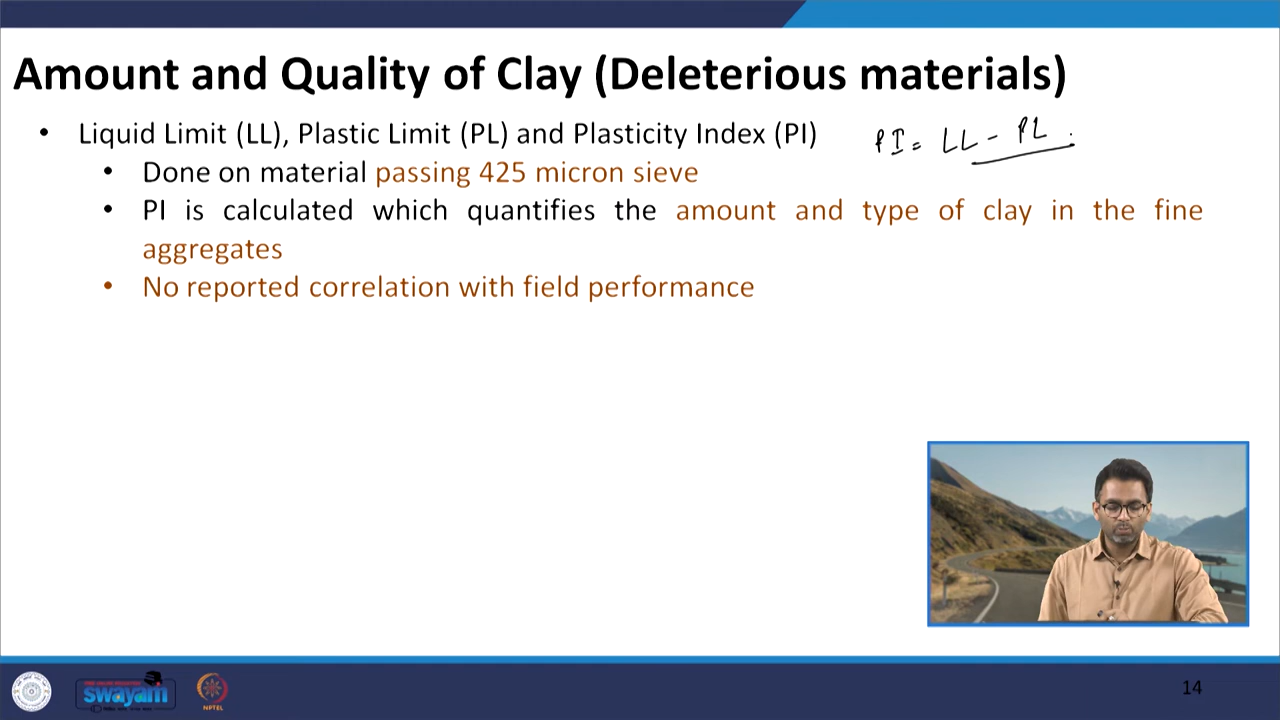 Amount and Quality of Clay (Deleterious materials)
• Liquid Limit (LL), Plastic Limit (PL) and Plasticity Index (PI)
PI = LL - PL.
• Done on material passing 425 micron sieve
• PI is calculated which quantifies the amount and type of clay in the fine
aggregates
• No reported correlation with field performance
swayam
NPTEL
14